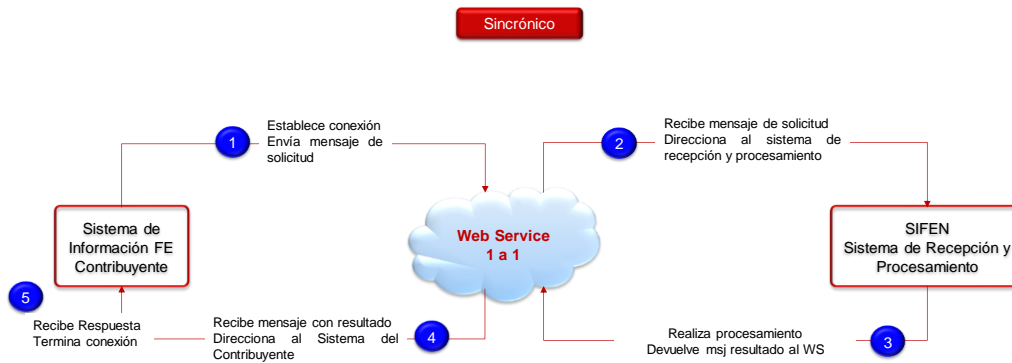 Sincrónico
1
Establece conexión
Envía mensaje de
solicitud
2
Recibe mensaje de solicitud
Direcciona al sistema de
recepción y procesamiento
Sistema de
Información FE
Contribuyente
Web Service
1 a 1
SIFEN
Sistema de Recepción y
Procesamiento
5
Recibe Respuesta
Termina conexión
Recibe mensaje con resultado
Direcciona al Sistema del
Contribuyente
4
Realiza procesamiento
Devuelve msj resultado al WS
3